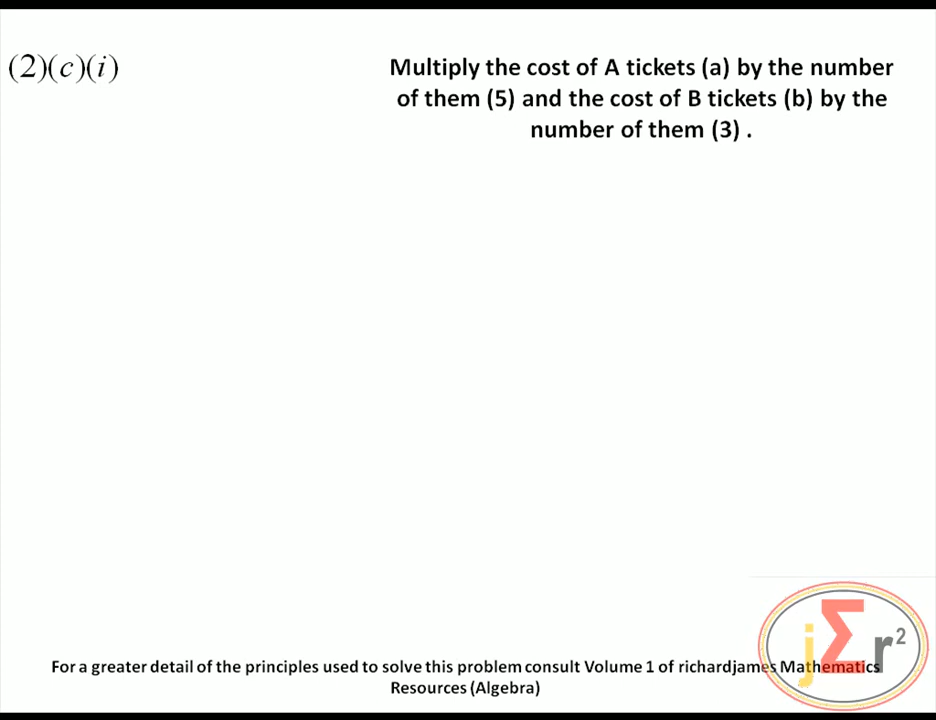 (2)(c)(i)
Multiply the cost of A tickets (a) by the number
of them (5) and the cost of B tickets (b) by the
number of them (3) .
For a greater detail of the principles used to solve this problem consult Volume 1 of richardjames Mathematics
Resources (Algebra)
jΣr²